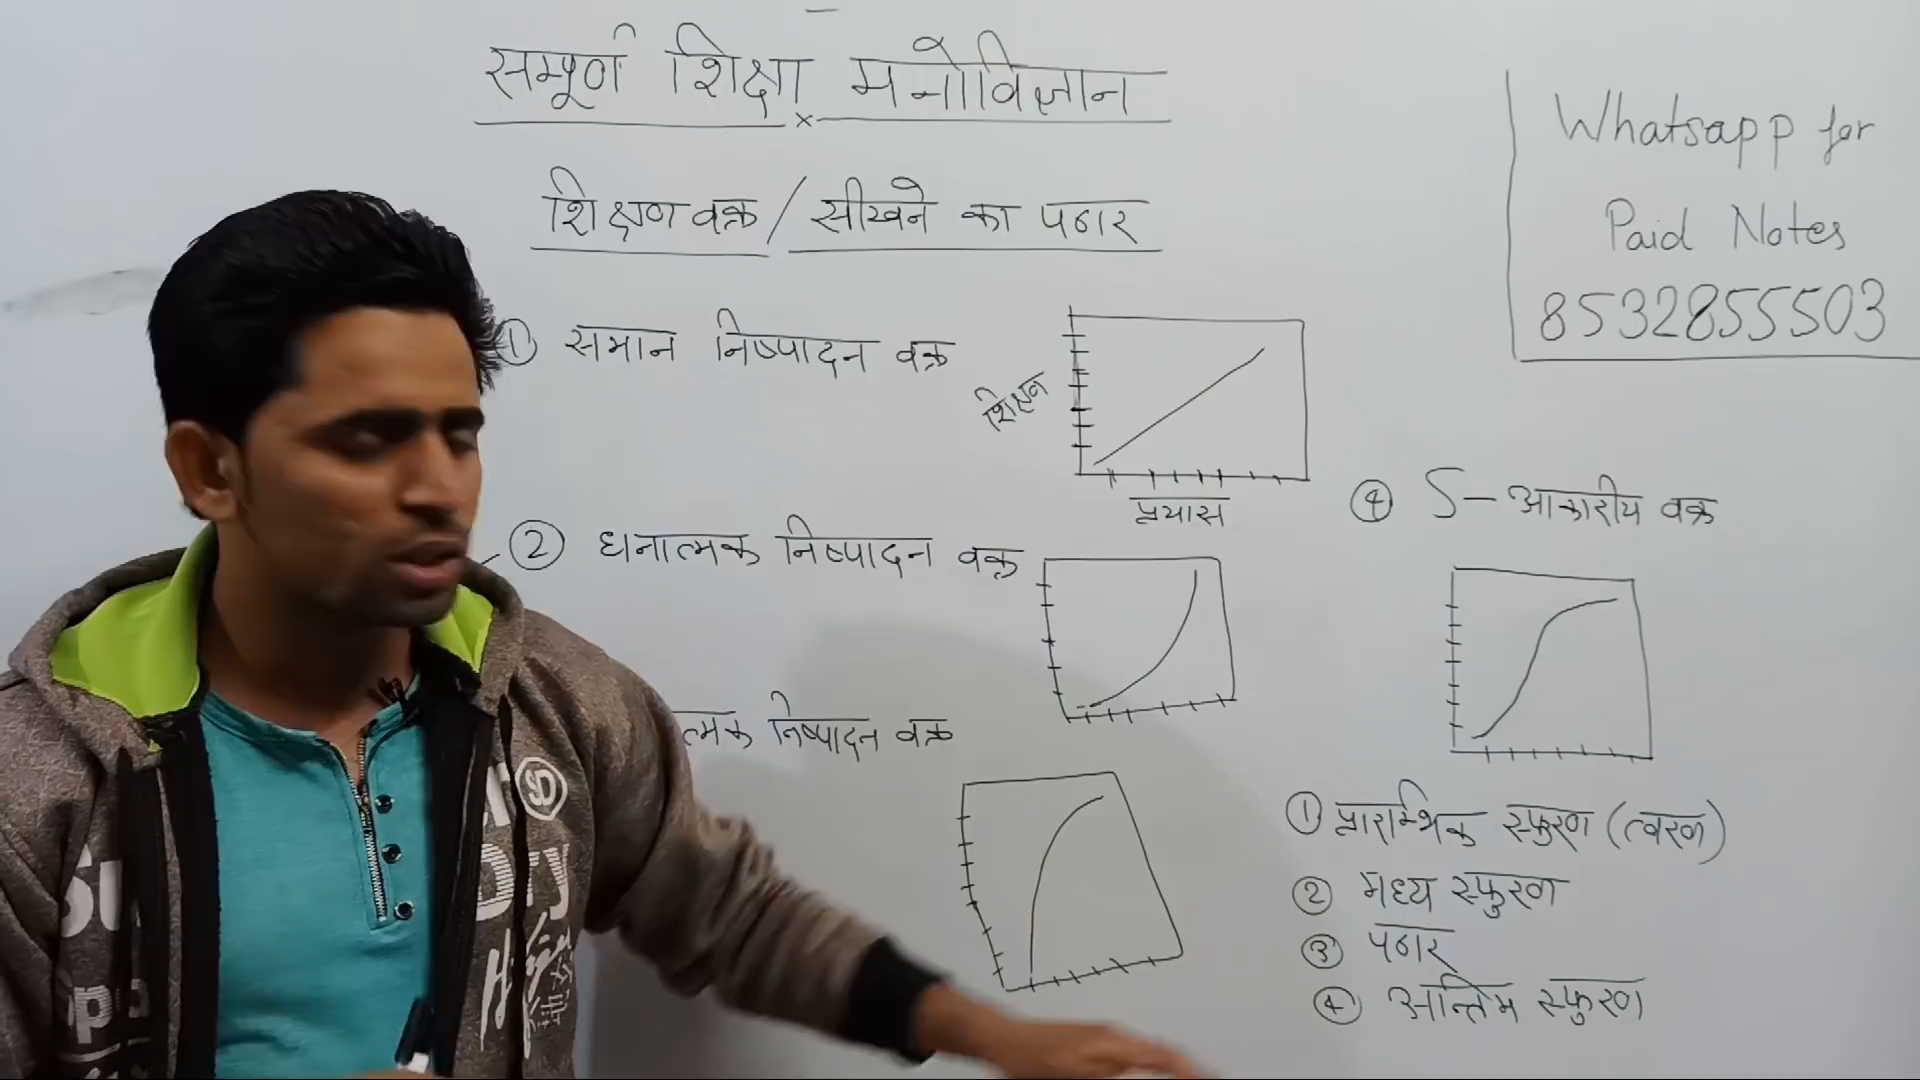 सम्पूर्ण शिक्षा मनोविज्ञान
शिक्षण वक्र / सीखने का पठार
Whatsapp for
Paid Notes
8532855503
① समान निष्पादन वक्र
शिक्षण
प्रयास
② धनात्मक निष्पादन वक्र
त्मक निष्पादन वक्र
④ S - आकारीय वक्र
① प्रारम्भिक स्फुरण (त्वरण)
② मध्य स्फुरण
③ पठार
④ अन्तिम स्फुरण
SD